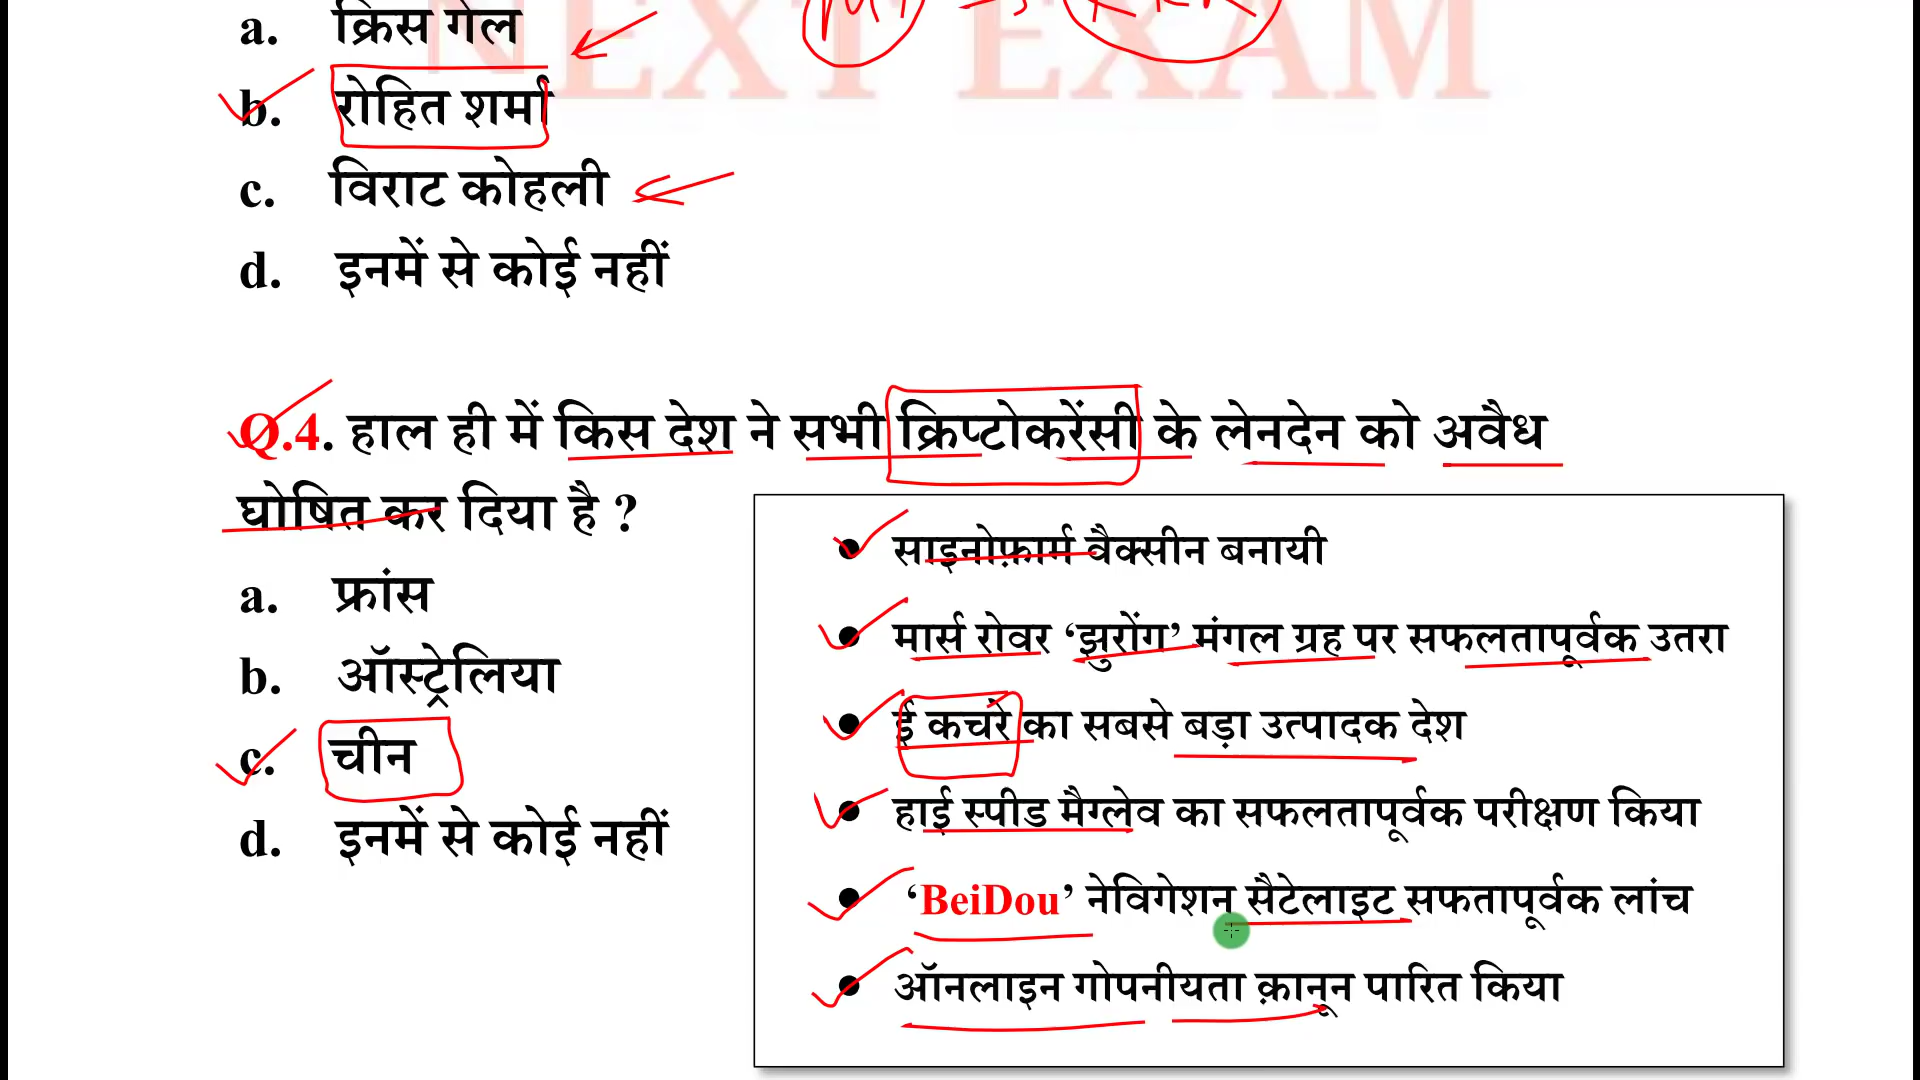 NEXT EXAM
a. क्रिस गेल
b. रोहित शर्मा
c. विराट कोहली
d. इनमें से कोई नहीं
Q.4. हाल ही में किस देश ने सभी क्रिप्टोकरेंसी के लेनदेन को अवैध
घोषित कर दिया है ?
a. फ्रांस
b. ऑस्ट्रेलिया
c. चीन
d. इनमें से कोई नहीं
● साइनोफ़ार्म वैक्सीन बनायी
● मार्स रोवर ‘झुरोंग’ मंगल ग्रह पर सफलतापूर्वक उतरा
● ई कचरे का सबसे बड़ा उत्पादक देश
● हाई स्पीड मैग्लेव का सफलतापूर्वक परीक्षण किया
● ‘BeiDou’ नेविगेशन सैटेलाइट सफतापूर्वक लांच
● ऑनलाइन गोपनीयता क़ानून पारित किया